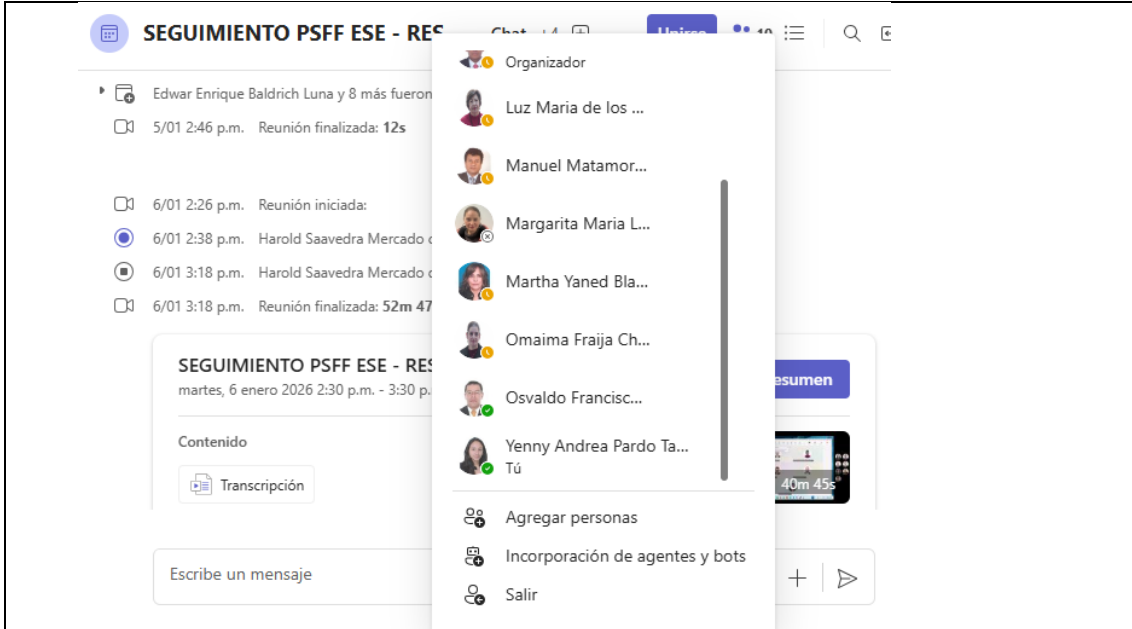 SEGUIMIENTO PSFF ESE - RES
Chat +4
Unirse
10
Edwar Enrique Baldrich Luna y 8 más fueron
5/01 2:46 p.m. Reunión finalizada: 12s
6/01 2:26 p.m. Reunión iniciada:
6/01 2:38 p.m. Harold Saavedra Mercado
6/01 3:18 p.m. Harold Saavedra Mercado
6/01 3:18 p.m. Reunión finalizada: 52m 47
SEGUIMIENTO PSFF ESE - RES
martes, 6 enero 2026 2:30 p.m. - 3:30 p.
Contenido
Transcripción
Escribe un mensaje
Organizador
Luz Maria de los ...
Manuel Matamor...
Margarita Maria L...
Martha Yaned Bla...
Omaima Fraija Ch...
Osvaldo Francisc...
Yenny Andrea Pardo Ta...
Tú
Agregar personas
Incorporación de agentes y bots
Salir
esumen
40m 45s